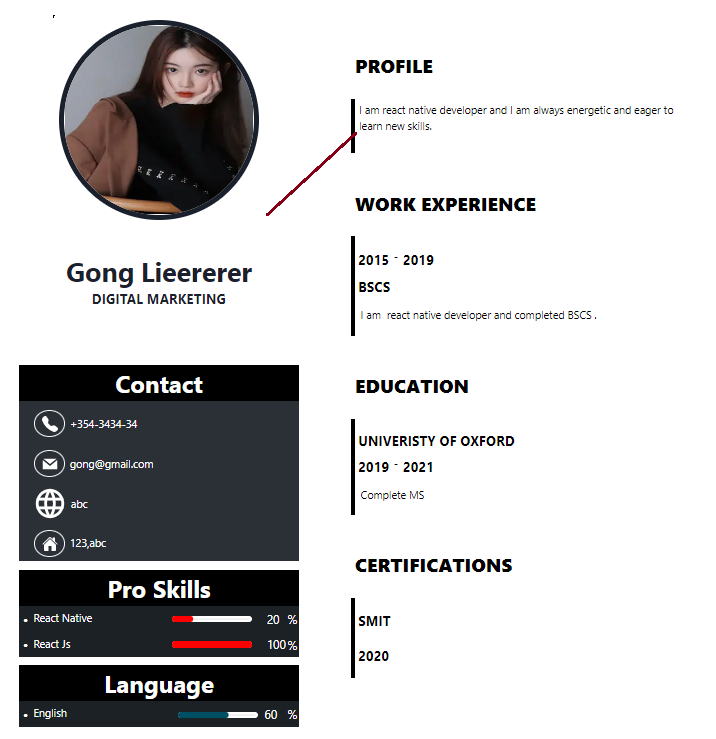 Gong Lieererer
DIGITAL MARKETING
Contact
+354-3434-34
gong@gmail.com
abc
123,abc
Pro Skills
• React Native 20 %
• React Js 100 %
Language
• English 60 %
PROFILE
I am react native developer and I am always energetic and eager to
learn new skills.
WORK EXPERIENCE
2015 - 2019
BSCS
I am react native developer and completed BSCS .
EDUCATION
UNIVERISTY OF OXFORD
2019 - 2021
Complete MS
CERTIFICATIONS
SMIT
2020